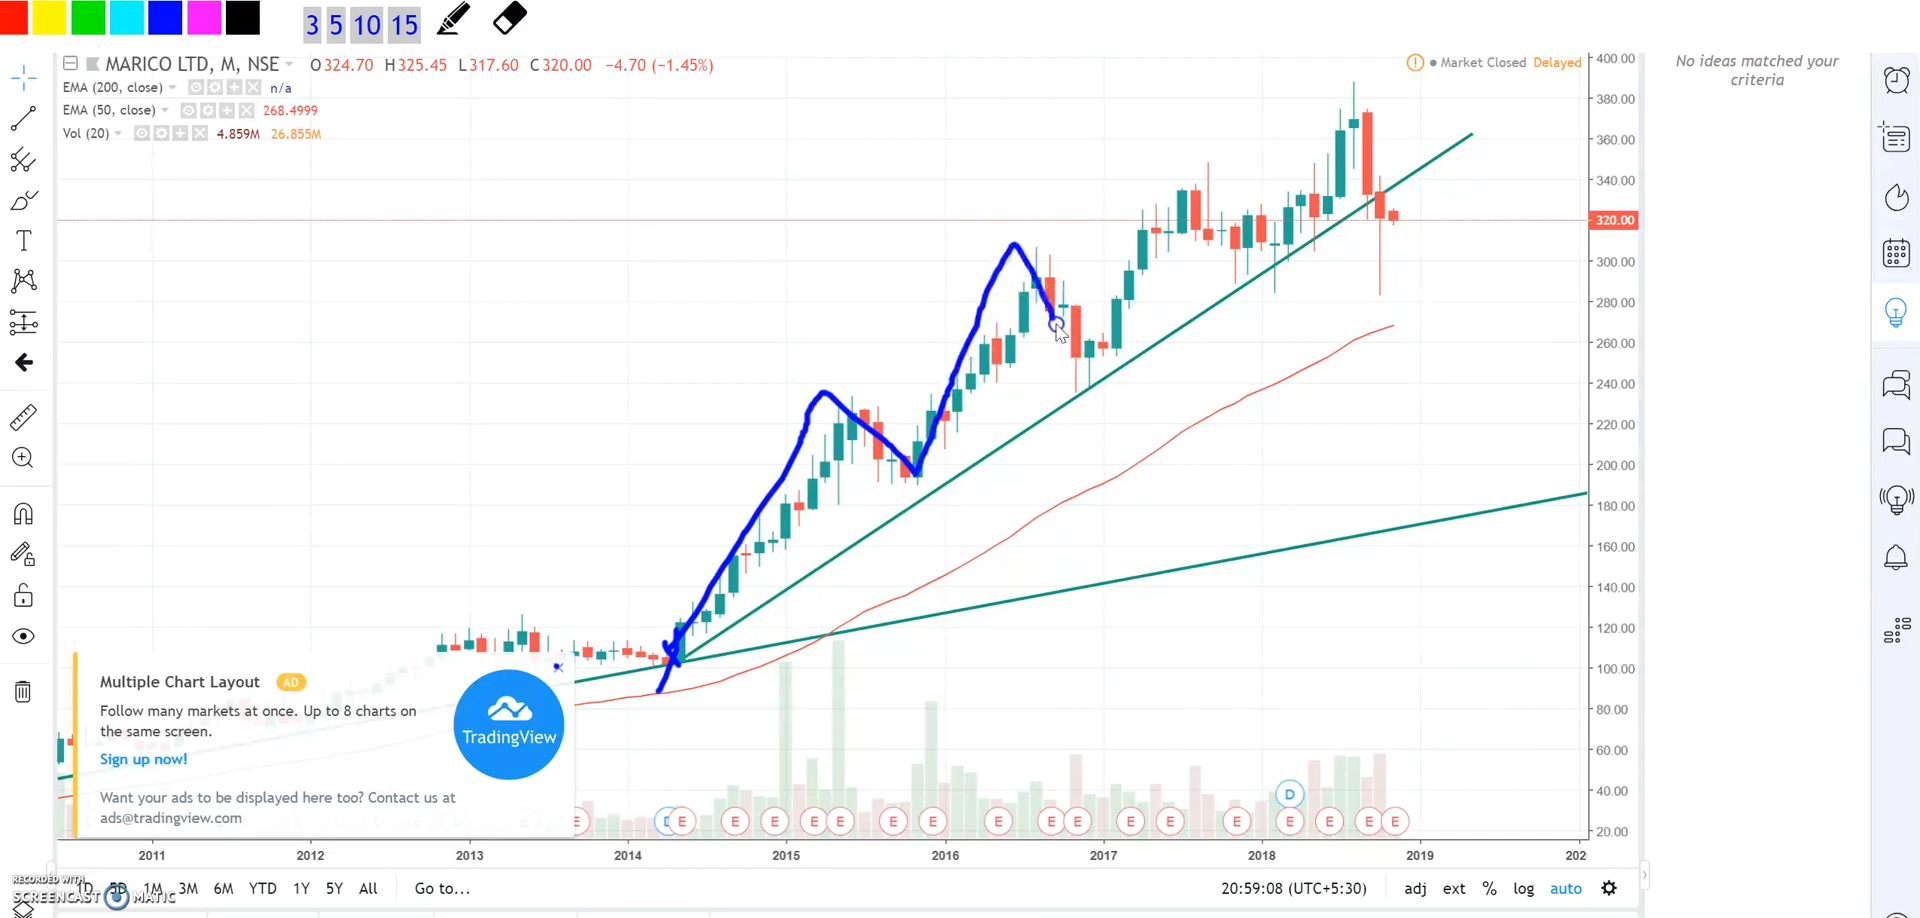 3 5 10 15
MARICO LTD, M, NSE O324.70 H325.45 L317.60 C320.00 −4.70 (−1.45%)
Market Closed Delayed
EMA (200, close) n/a
EMA (50, close) 268.4999
Vol (20) 4.859M 26.855M
No ideas matched your
criteria
400.00
380.00
360.00
340.00
320.00
300.00
280.00
260.00
240.00
220.00
200.00
180.00
160.00
140.00
120.00
100.00
80.00
60.00
40.00
20.00
Multiple Chart Layout AD
Follow many markets at once. Up to 8 charts on
the same screen.
Sign up now!
Want your ads to be displayed here too? Contact us at
ads@tradingview.com
TradingView
D
D E E E E E E E E E E E E E E E E E
2011 2012 2013 2014 2015 2016 2017 2018 2019 202
1D 5D 1M 3M 6M YTD 1Y 5Y All Go to... 20:59:08 (UTC+5:30) adj ext % log auto
RECORDED WITH
SCREENCAST MATIC